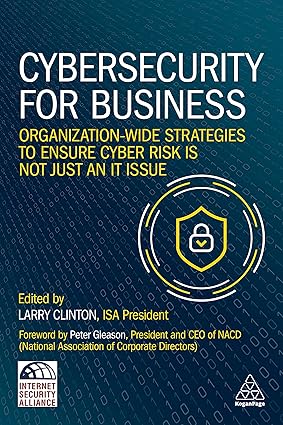 CYBERSECURITY
FOR BUSINESS
ORGANIZATION-WIDE STRATEGIES
TO ENSURE CYBER RISK IS
NOT JUST AN IT ISSUE
Edited by
LARRY CLINTON, ISA President
Foreword by Peter Gleason, President and CEO of NACD
(National Association of Corporate Directors)
INTERNET
SECURITY
ALLIANCE
KoganPage